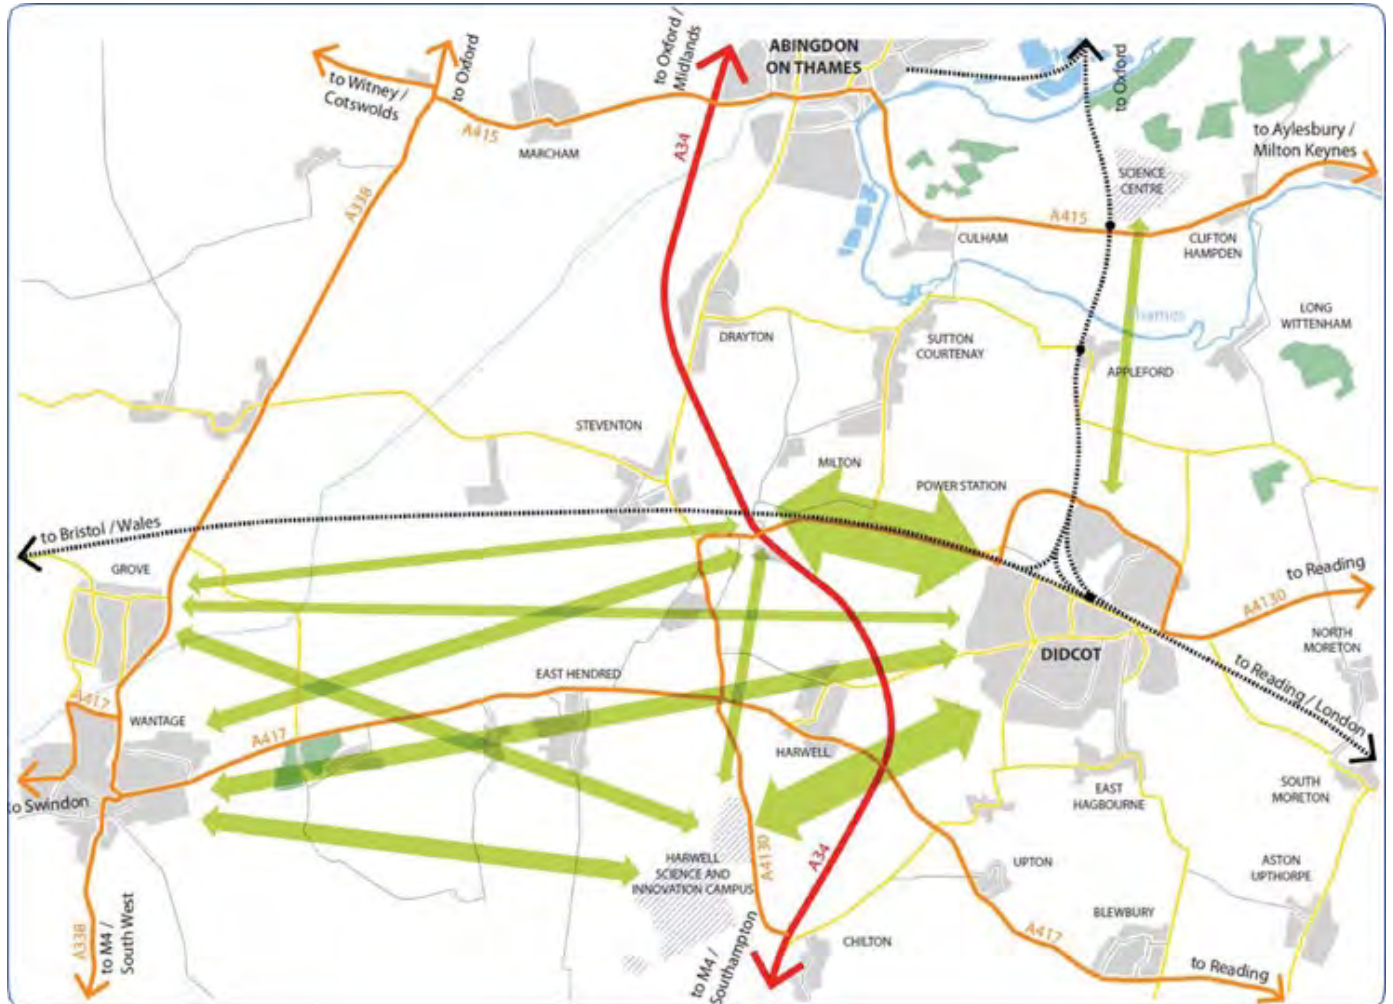 to Oxford
to Witney /
Cotswolds
A415
MARCHAM
to Oxford /
Midlands
A34
ABINGDON
ON THAMES
to Oxford
to Aylesbury /
Milton Keynes
SCIENCE
CENTRE
A338
A415
CULHAM
CLIFTON
HAMPDEN
Thames
LONG
WITTENHAM
DRAYTON
SUTTON
COURTENAY
APPLEFORD
STEVENTON
MILTON
POWER STATION
to Bristol / Wales
GROVE
to Reading
A4130
NORTH
MORETON
DIDCOT
to Reading / London
EAST HENDRED
A417
WANTAGE
A417
HARWELL
EAST
HAGBOURNE
SOUTH
MORETON
to Swindon
HARWELL
SCIENCE AND
INNOVATION CAMPUS
A4130
A34
UPTON
ASTON
UPTHORPE
BLEWBURY
A338
to M4 /
South West
to M4 /
Southampton
CHILTON
A417
to Reading